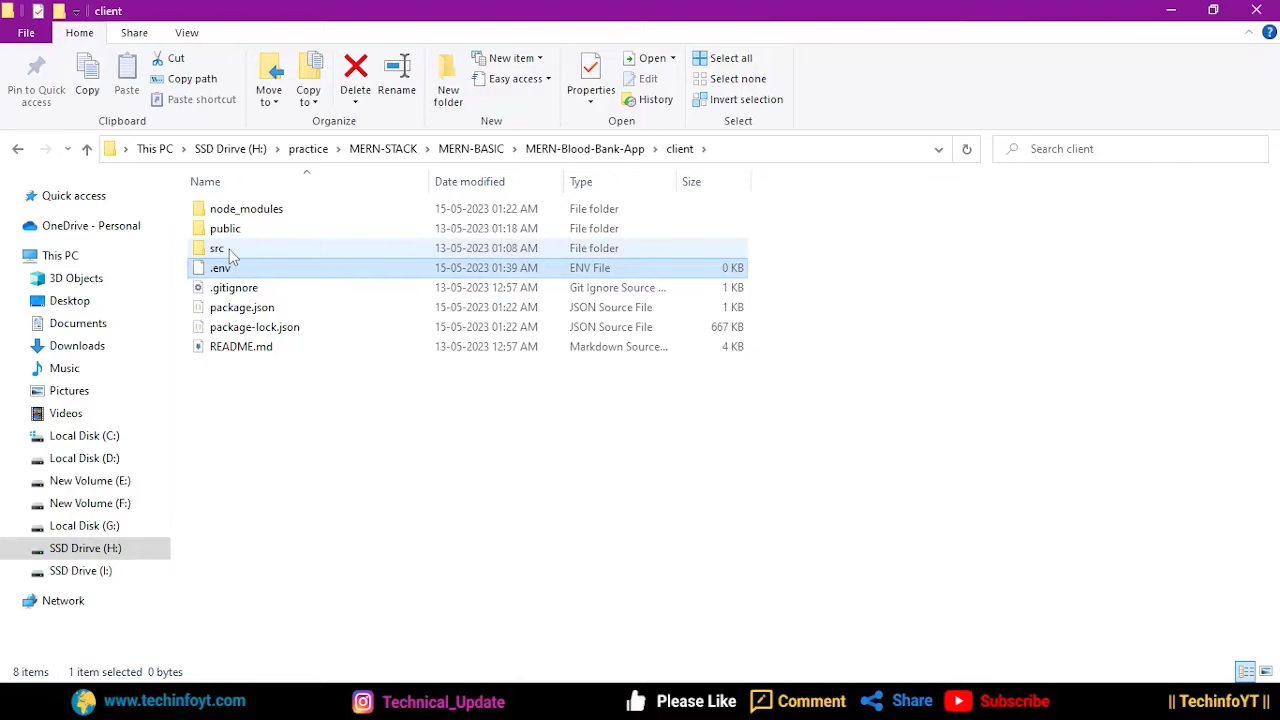 client
File Home Share View
Pin to Quick access
Copy
Paste
Cut
Copy path
Paste shortcut
Clipboard
Move to
Copy to
Delete
Rename
Organize
New folder
New item
Easy access
New
Properties
Open
Edit
History
Open
Select all
Select none
Invert selection
Select
This PC > SSD Drirve (H:) > practice > MERN-STACK > MERN-BASIC > MERN-Blood-Bank-App > client >
Search client
Name Date modified Type Size
node_modules 15-05-2023 01:22 AM File folder
public 13-05-2023 01:18 AM File folder
src 13-05-2023 01:08 AM File folder
.env 15-05-2023 01:39 AM ENV File 0 KB
.gitignore 13-05-2023 12:57 AM Git Ignore Source ... 1 KB
package.json 15-05-2023 01:22 AM JSON Source File 1 KB
package-lock.json 15-05-2023 01:22 AM JSON Source File 667 KB
README.md 13-05-2023 12:57 AM Markdown Source... 4 KB
Quick access
OneDrive - Personal
This PC
3D Objects
Desktop
Documents
Downloads
Music
Pictures
Videos
Local Disk (C:)
Local Disk (D:)
New Volume (E:)
New Volume (F:)
Local Disk (G:)
SSD Drirve (H:)
SSD Drive (I:)
Network
8 items 1 item selected 0 bytes
www.techinfoyt.com Technical_Update Please Like Comment Share Subscribe || TechinfoYT ||